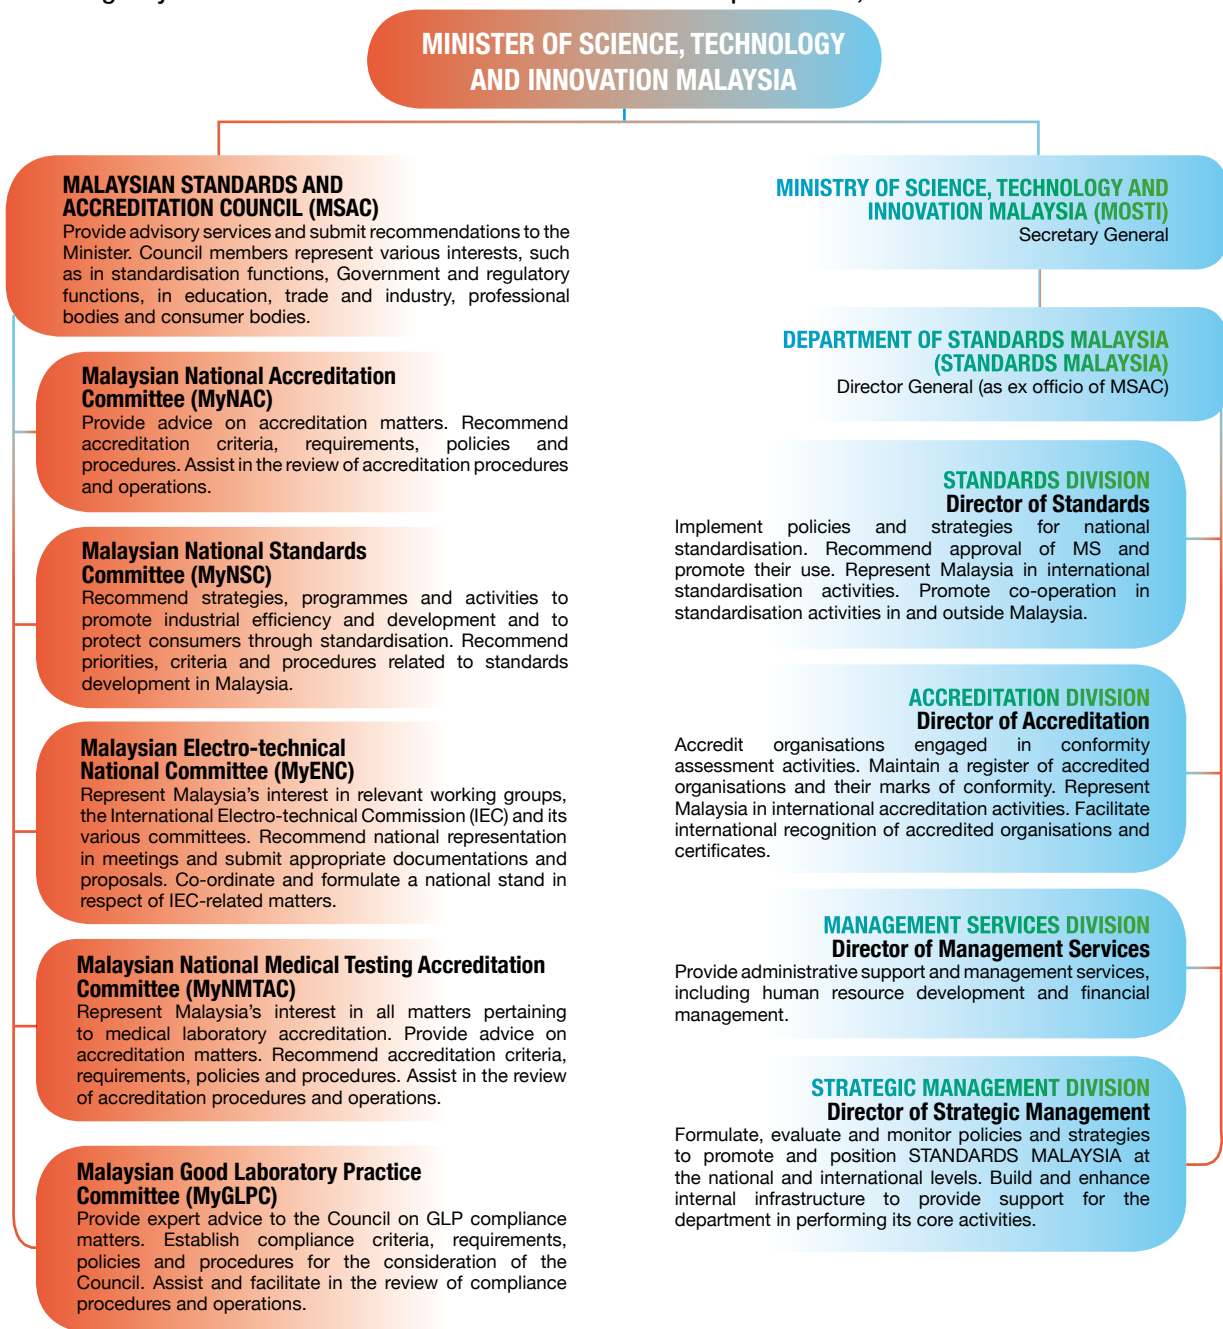 MINISTER OF SCIENCE, TECHNOLOGY
AND INNOVATION MALAYSIA
MALAYSIAN STANDARDS AND
ACCREDITATION COUNCIL (MSAC)
Provide advisory services and submit recommendations to the
Minister. Council members represent various interests, such
as in standardisation functions, Government and regulatory
functions, in education, trade and industry, professional
bodies and consumer bodies.
Malaysian National Accreditation
Committee (MyNAC)
Provide advice on accreditation matters. Recommend
accreditation criteria, requirements, policies and
procedures. Assist in the review of accreditation procedures
and operations.
Malaysian National Standards
Committee (MyNSC)
Recommend strategies, programmes and activities to
promote industrial efficiency and development and to
protect consumers through standardisation. Recommend
priorities, criteria and procedures related to standards
development in Malaysia.
Malaysian Electro-technical
National Committee (MyENC)
Represent Malaysia's interest in relevant working groups,
the International Electro-technical Commission (IEC) and its
various committees. Recommend national representation
in meetings and submit appropriate documentations and
proposals. Co-ordinate and formulate a national stand in
respect of IEC-related matters.
Malaysian National Medical Testing Accreditation
Committee (MyNMTAC)
Represent Malaysia's interest in all matters pertaining
to medical laboratory accreditation. Provide advice on
accreditation matters. Recommend accreditation criteria,
requirements, policies and procedures. Assist in the review
of accreditation procedures and operations.
Malaysian Good Laboratory Practice
Committee (MyGLPC)
Provide expert advice to the Council on GLP compliance
matters. Establish compliance criteria, requirements,
policies and procedures for the consideration of the
Council. Assist and facilitate in the review of compliance
procedures and operations.
MINISTRY OF SCIENCE, TECHNOLOGY AND
INNOVATION MALAYSIA (MOSTI)
Secretary General
DEPARTMENT OF STANDARDS MALAYSIA
(STANDARDS MALAYSIA)
Director General (as ex officio of MSAC)
STANDARDS DIVISION
Director of Standards
Implement policies and strategies for national
standardisation. Recommend approval of MS and
promote their use. Represent Malaysia in international
standardisation activities. Promote co-operation in
standardisation activities in and outside Malaysia.
ACCREDITATION DIVISION
Director of Accreditation
Accredit organisations engaged in conformity
assessment activities. Maintain a register of accredited
organisations and their marks of conformity. Represent
Malaysia in international accreditation activities. Facilitate
international recognition of accredited organisations and
certificates.
MANAGEMENT SERVICES DIVISION
Director of Management Services
Provide administrative support and management services,
including human resource development and financial
management.
STRATEGIC MANAGEMENT DIVISION
Director of Strategic Management
Formulate, evaluate and monitor policies and strategies
to promote and position STANDARDS MALAYSIA at
the national and international levels. Build and enhance
internal infrastructure to provide support for the
department in performing its core activities.